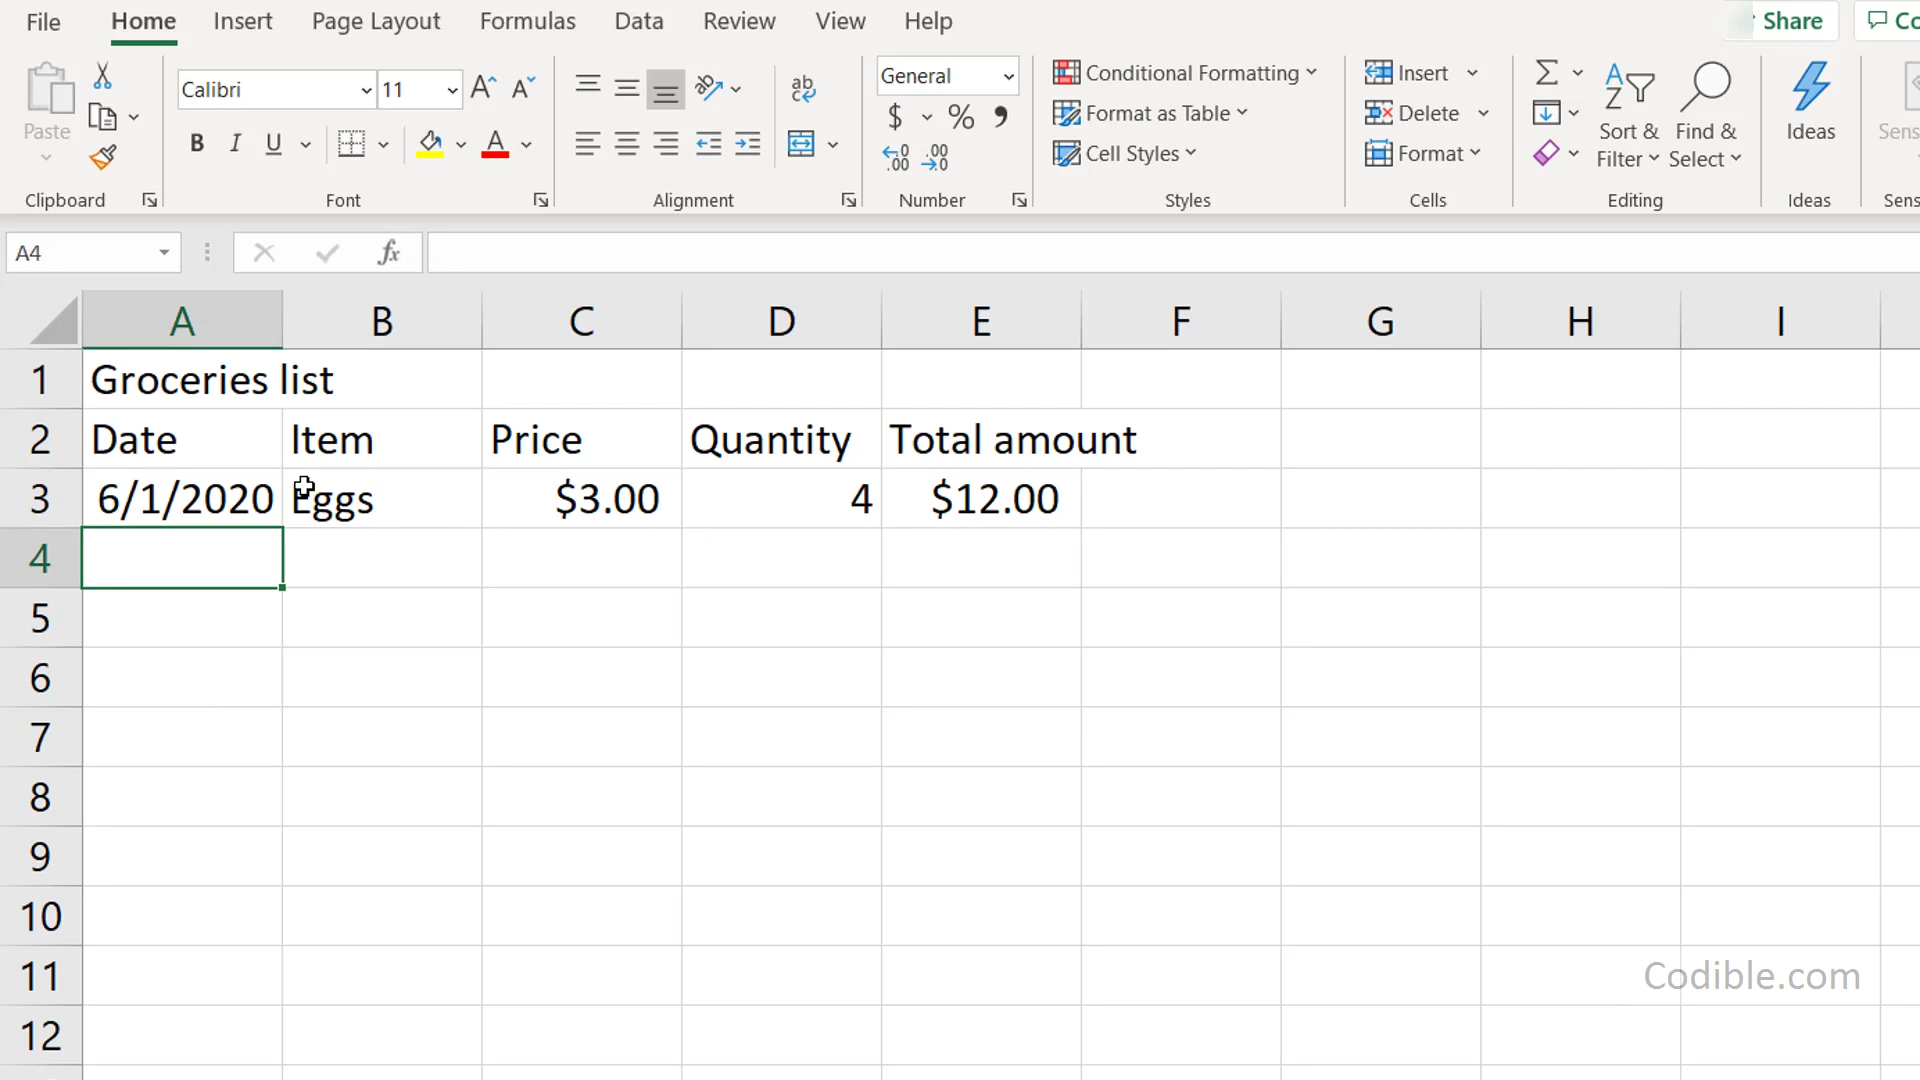 File Home Insert Page Layout Formulas Data Review View Help Share Co
Calibri 11 General Conditional Formatting Insert
Format as Table Delete
Paste B I U A $ % Cell Styles Format Sort & Filter Find & Select Ideas Sens
Clipboard Font Alignment Number Styles Cells Editing Ideas Sens
A4 fx
A B C D E F G H I
1 Groceries list
2 Date Item Price Quantity Total amount
3 6/1/2020 Eggs $3.00 4 $12.00
4
5
6
7
8
9
10
11
Codible.com
12